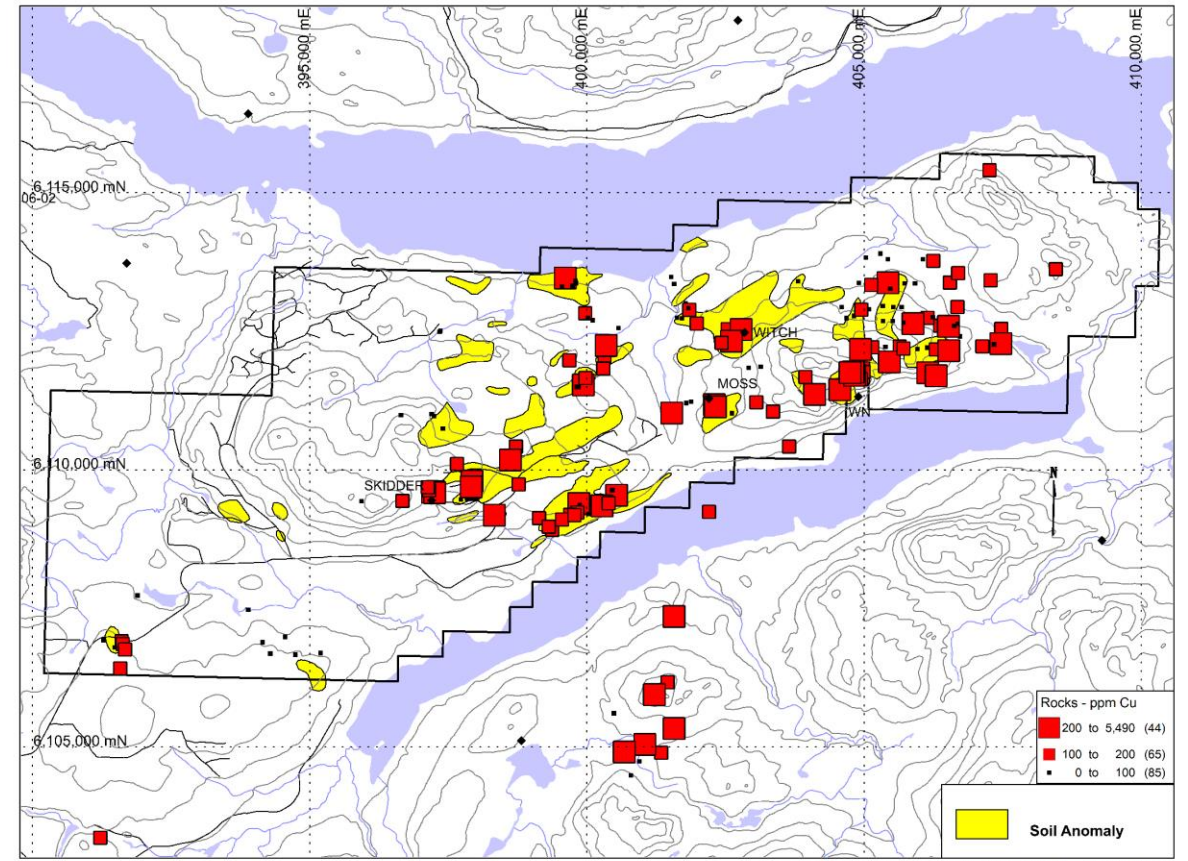 395,000 mE
400,000 mE
405,000 mE
410,000 mE
6,115,000 mN
06-02
WITCH
MOSS
WN
6,110,000 mN
SKIDDER
N
6,105,000 mN
Rocks - ppm Cu
200 to 5,490 (44)
100 to 200 (65)
0 to 100 (85)
Soil Anomaly